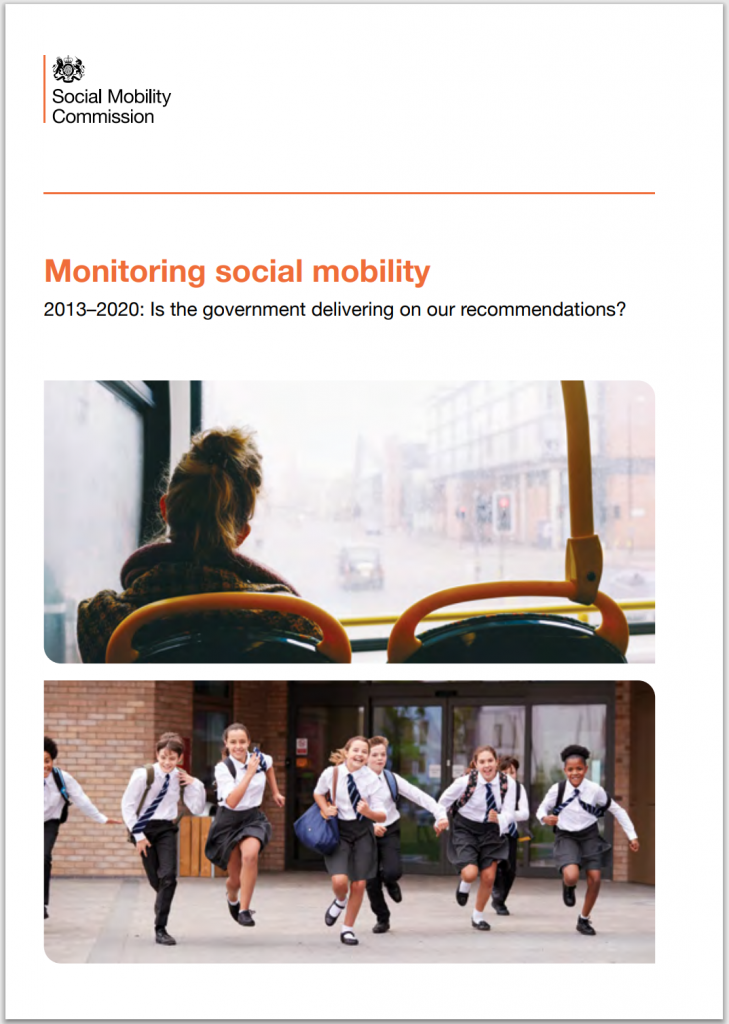 Social Mobility
Commission
Monitoring social mobility
2013–2020: Is the government delivering on our recommendations?